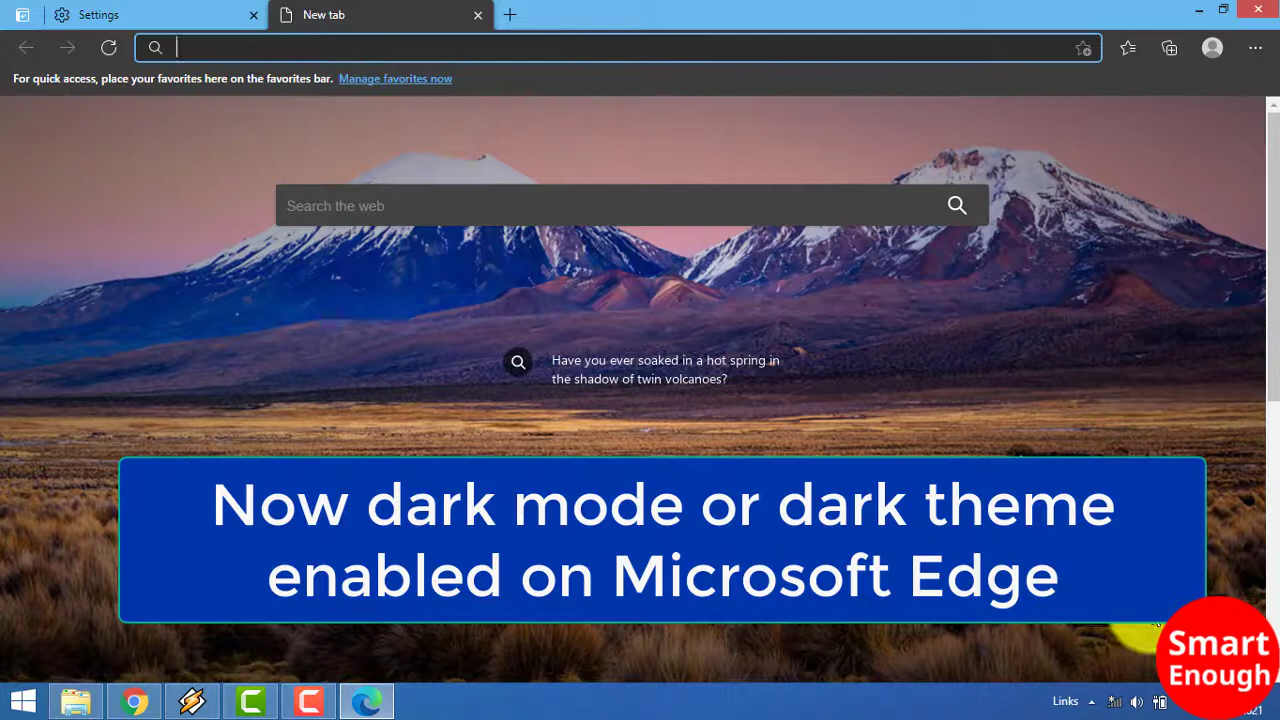 Settings
New tab
For quick access, place your favorites here on the favorites bar. Manage favorites now
Search the web
Have you ever soaked in a hot spring in
the shadow of twin volcanoes?
Now dark mode or dark theme
enabled on Microsoft Edge
Smart
Enough
Links